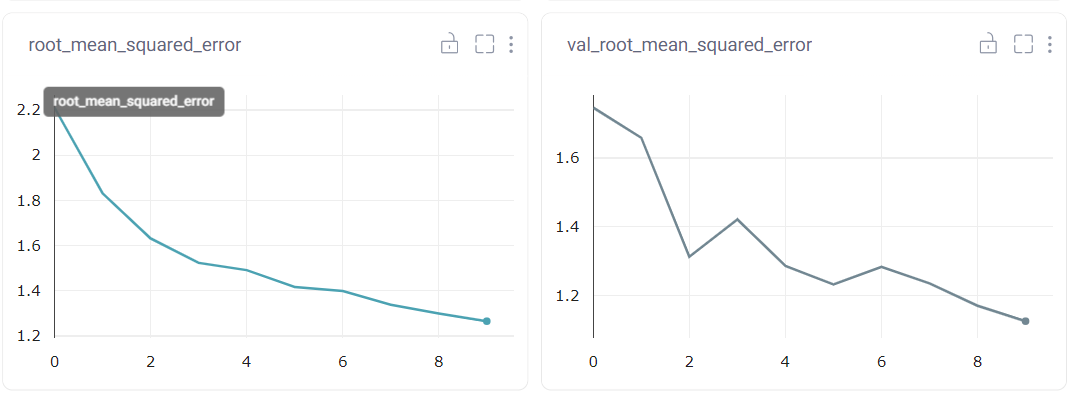 root_mean_squared_error
root_mean_squared_error
2.2
2
1.8
1.6
1.4
1.2
0 2 4 6 8
val_root_mean_squared_error
1.6
1.4
1.2
0 2 4 6 8